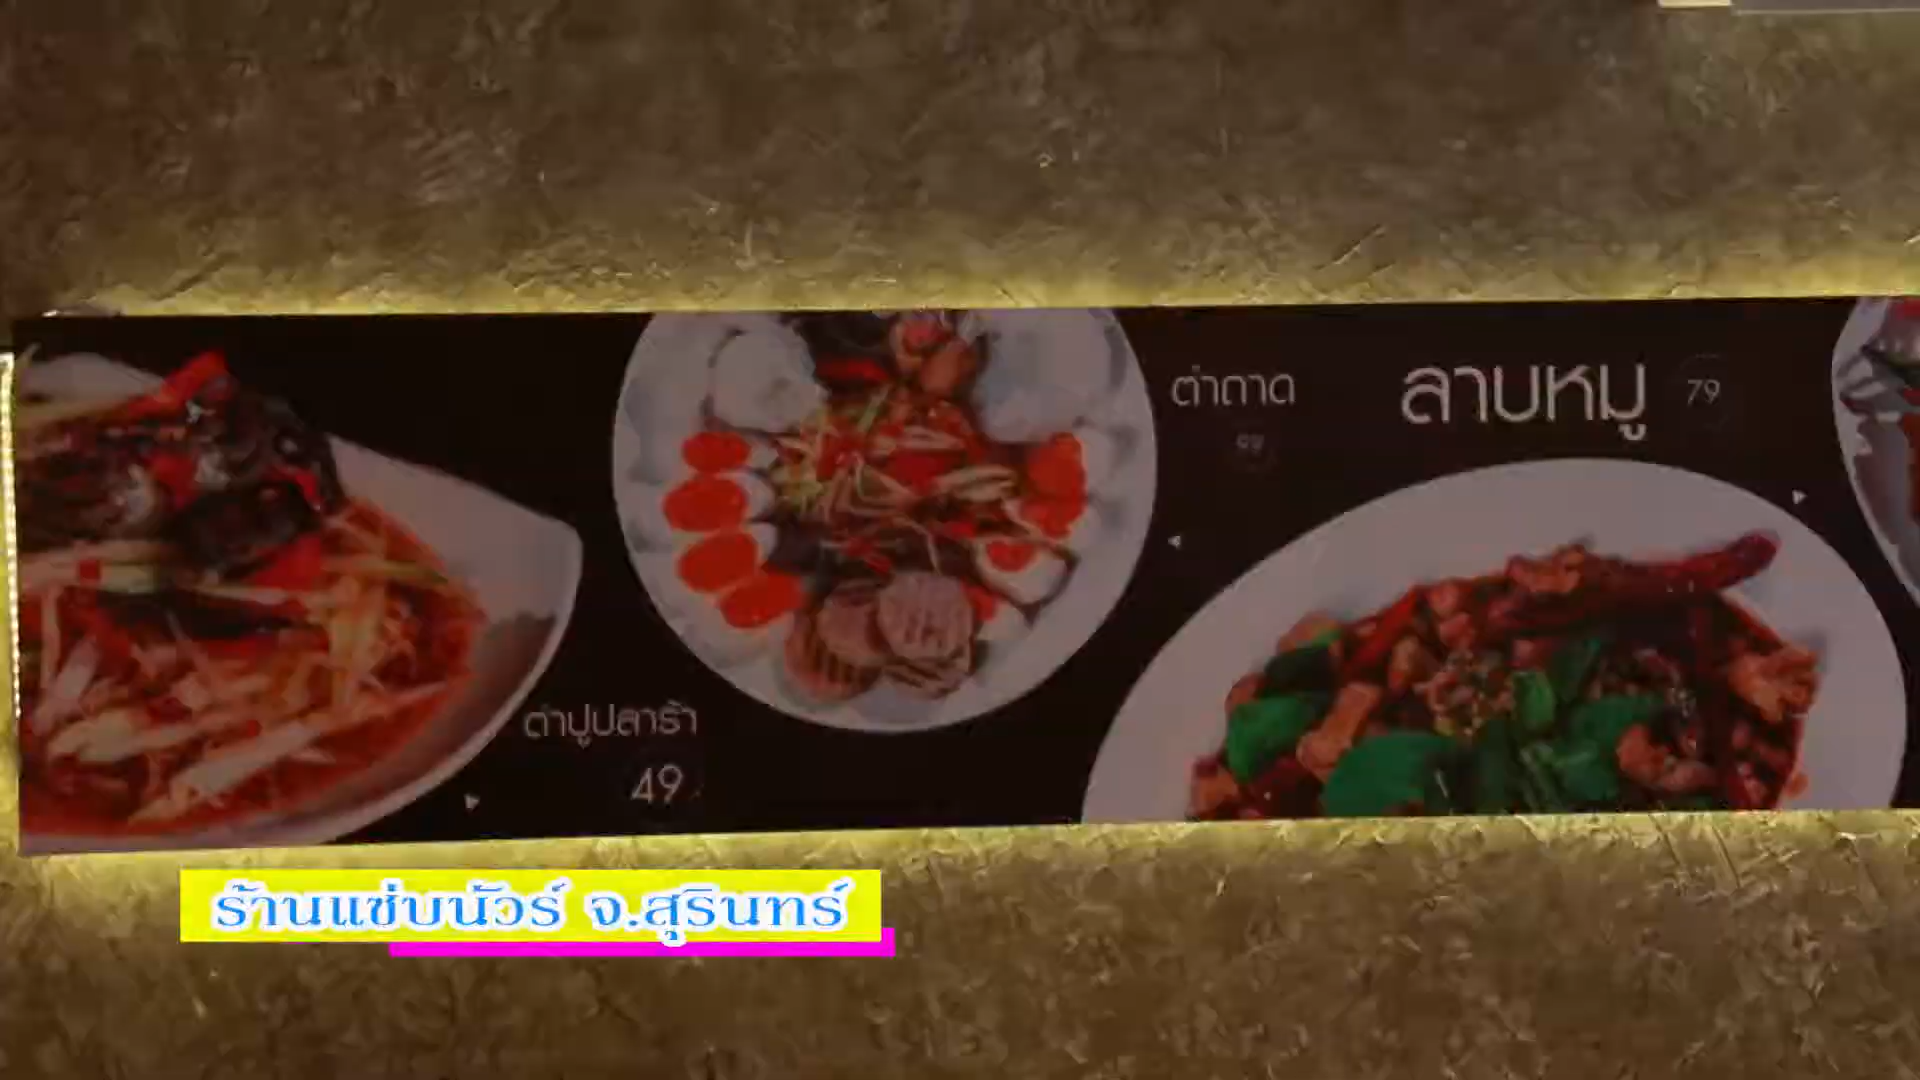 ตำถาด
99
ลาบหมู
79
ตำปูปลาร้า
49.-
ร้านแซ่บนัวร์ จ.สุรินทร์